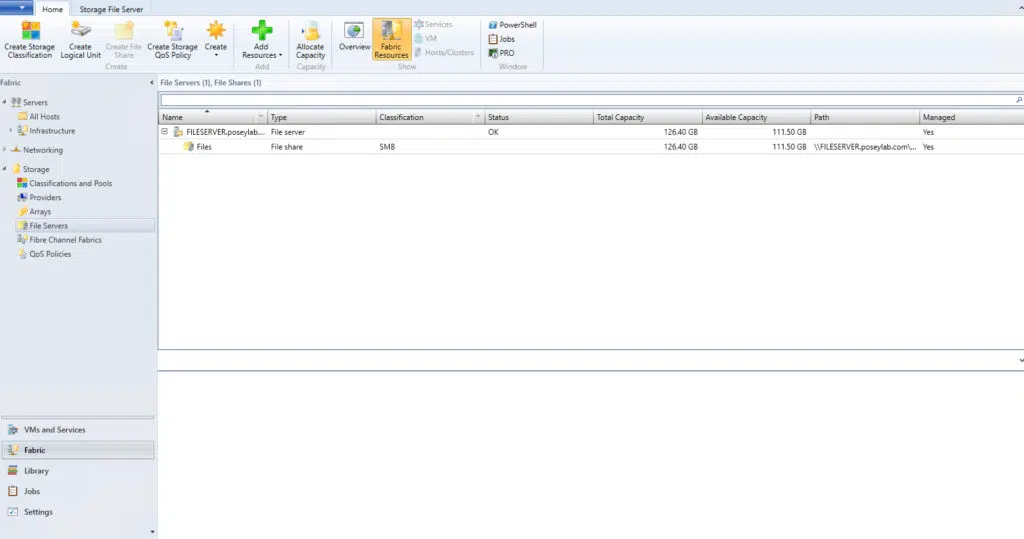 Home Storage File Server
Create Storage Classification
Create Logical Unit
Create File Share
Create Storage QoS Policy
Create
Create
Add Resources
Add
Allocate Capacity
Capacity
Overview
Fabric Resources
Services
VM
Hosts/Clusters
Show
PowerShell
Jobs
PRO
Window
Fabric
Servers
All Hosts
Infrastructure
Networking
Storage
Classifications and Pools
Providers
Arrays
File Servers
Fibre Channel Fabrics
QoS Policies
VMs and Services
Fabric
Library
Jobs
Settings
File Servers (1), File Shares (1)
Name Type Classification Status Total Capacity Available Capacity Path Managed
FILESERVER.poseylab.... File server OK 126.40 GB 111.50 GB Yes
Files File share SMB 126.40 GB 111.50 GB \\FILESERVER.poseylab.com\... Yes